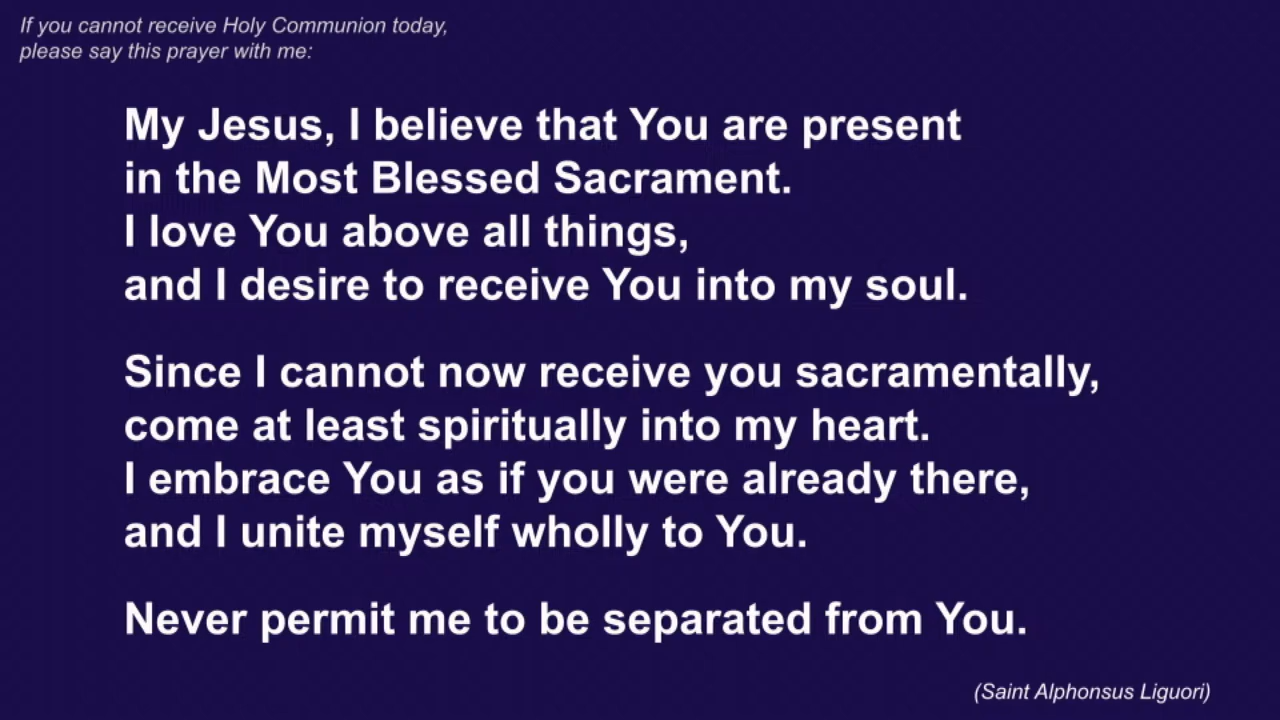 If you cannot receive Holy Communion today,
please say this prayer with me:
My Jesus, I believe that You are present
in the Most Blessed Sacrament.
I love You above all things,
and I desire to receive You into my soul.
Since I cannot now receive you sacramentally,
come at least spiritually into my heart.
I embrace You as if you were already there,
and I unite myself wholly to You.
Never permit me to be separated from You.
(Saint Alphonsus Liguori)